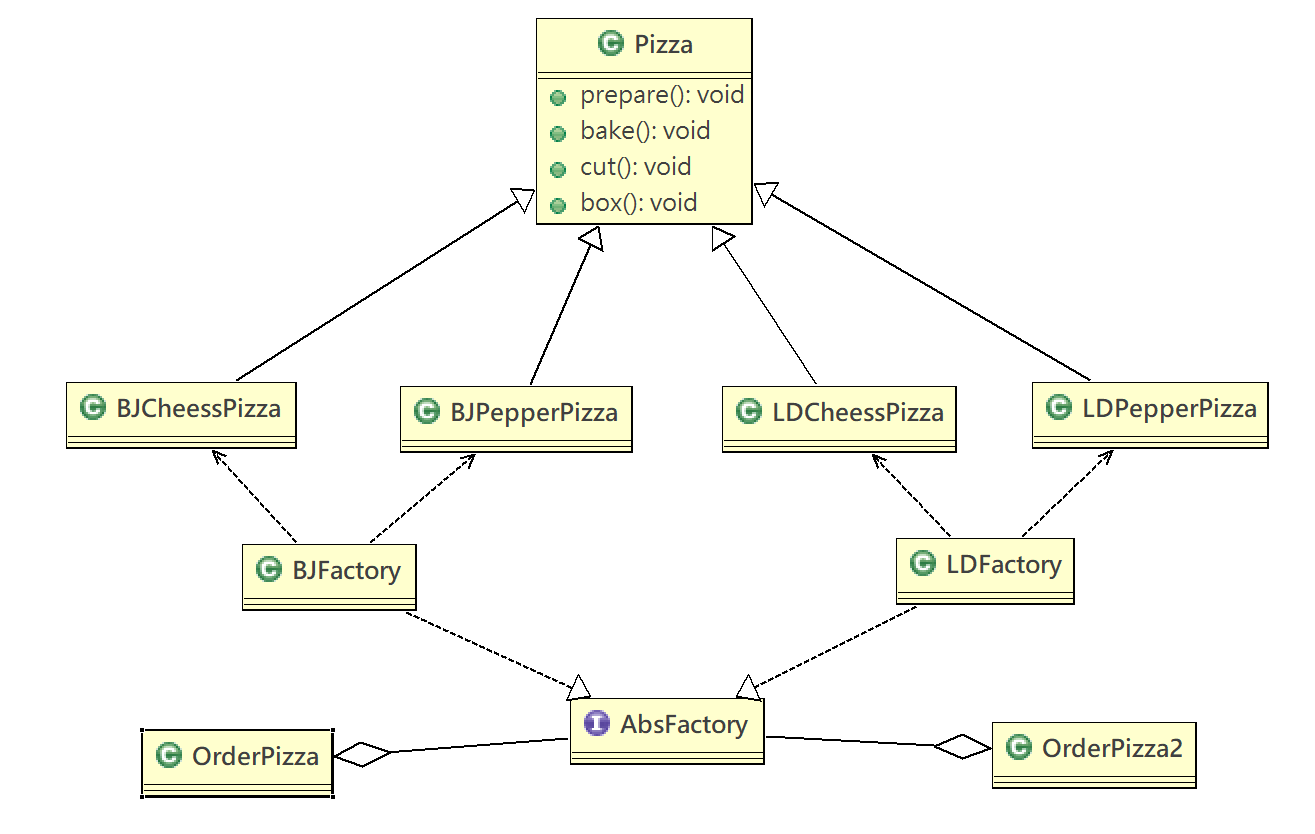 Pizza
prepare(): void
bake(): void
cut(): void
box(): void
BJCheessPizza
BJPepperPizza
LDCheessPizza
LDPepperPizza
BJFactory
LDFactory
AbsFactory
OrderPizza
OrderPizza2